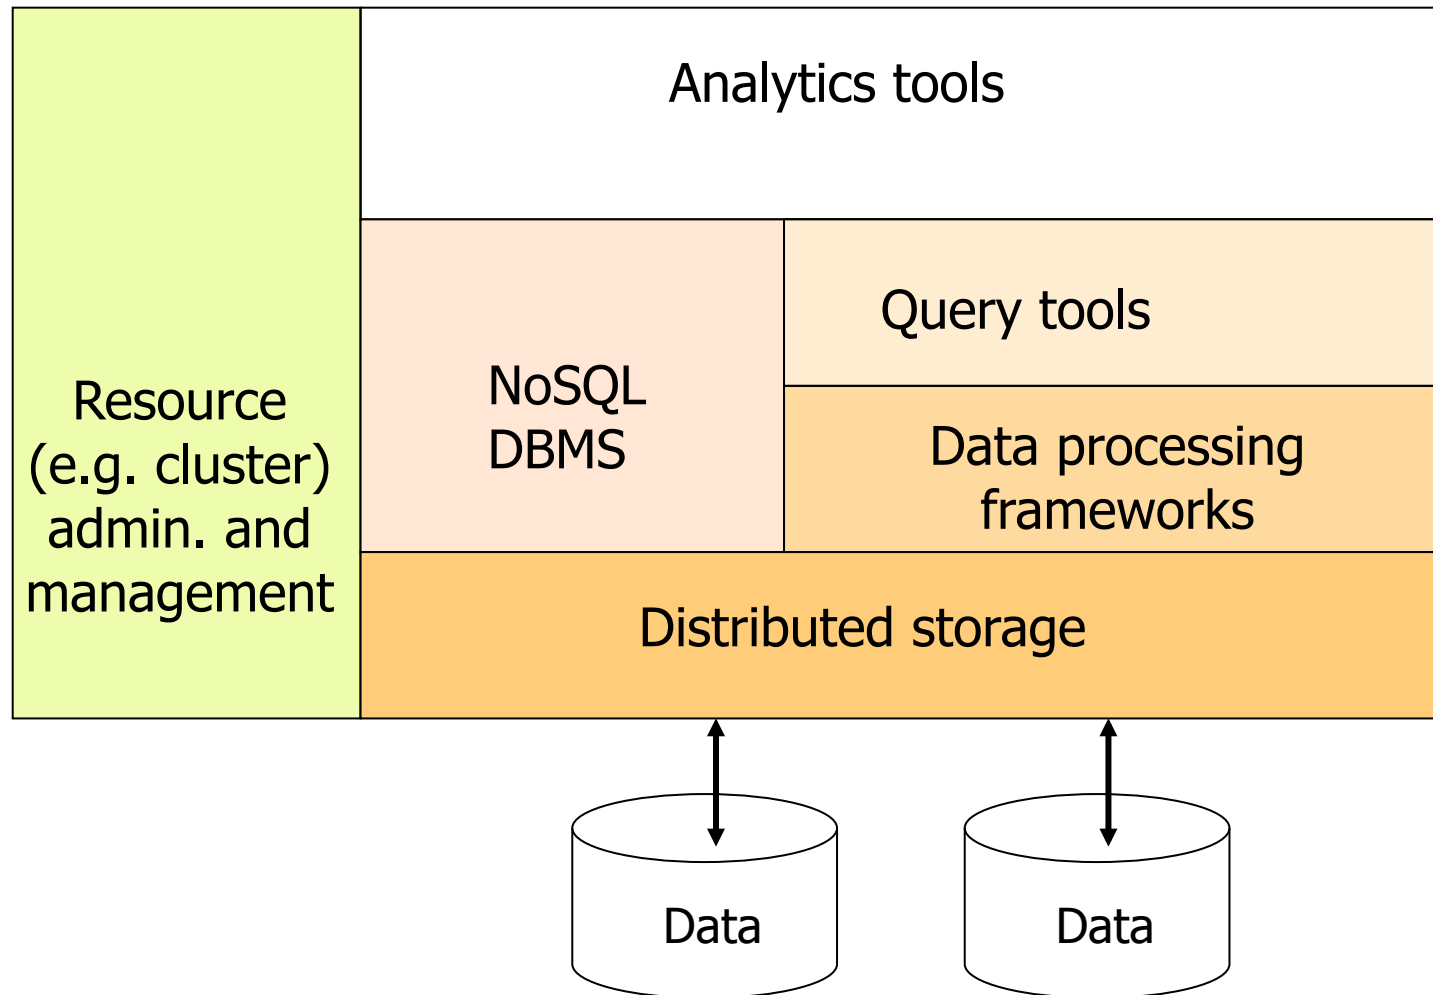 Analytics tools
Query tools
NoSQL
DBMS
Resource
(e.g. cluster)
admin. and
management
Data processing
frameworks
Distributed storage
Data
Data